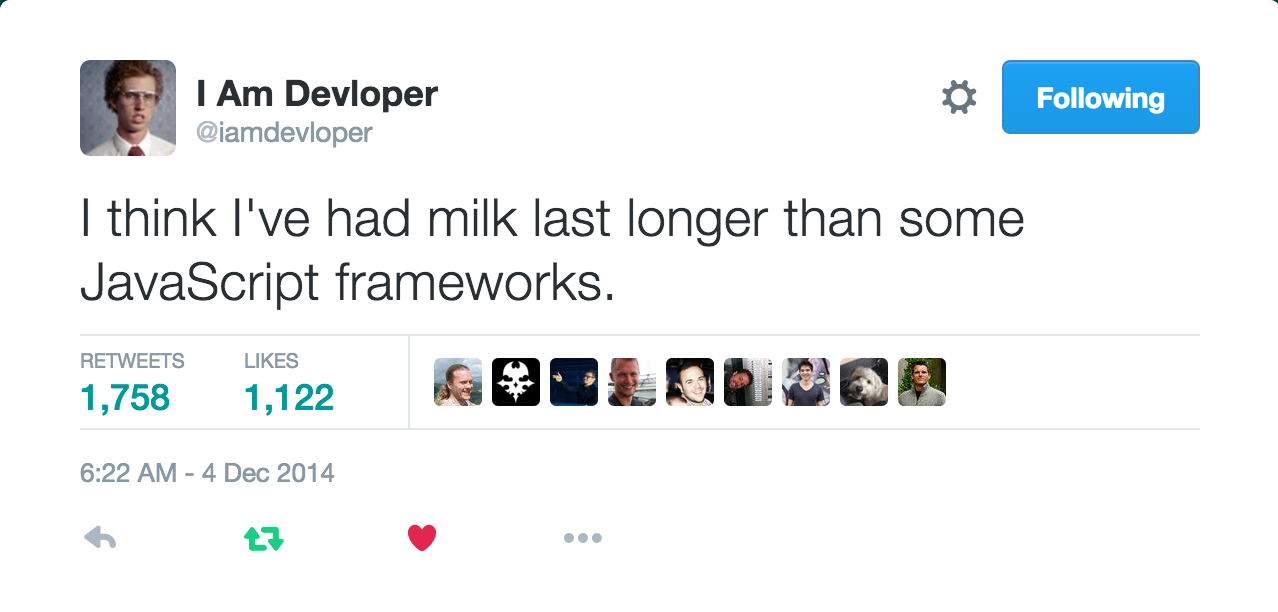 I Am Devloper
@iamdevloper
Following
I think I've had milk last longer than some
JavaScript frameworks.
RETWEETS
LIKES
1,758
1,122
6:22 AM - 4 Dec 2014